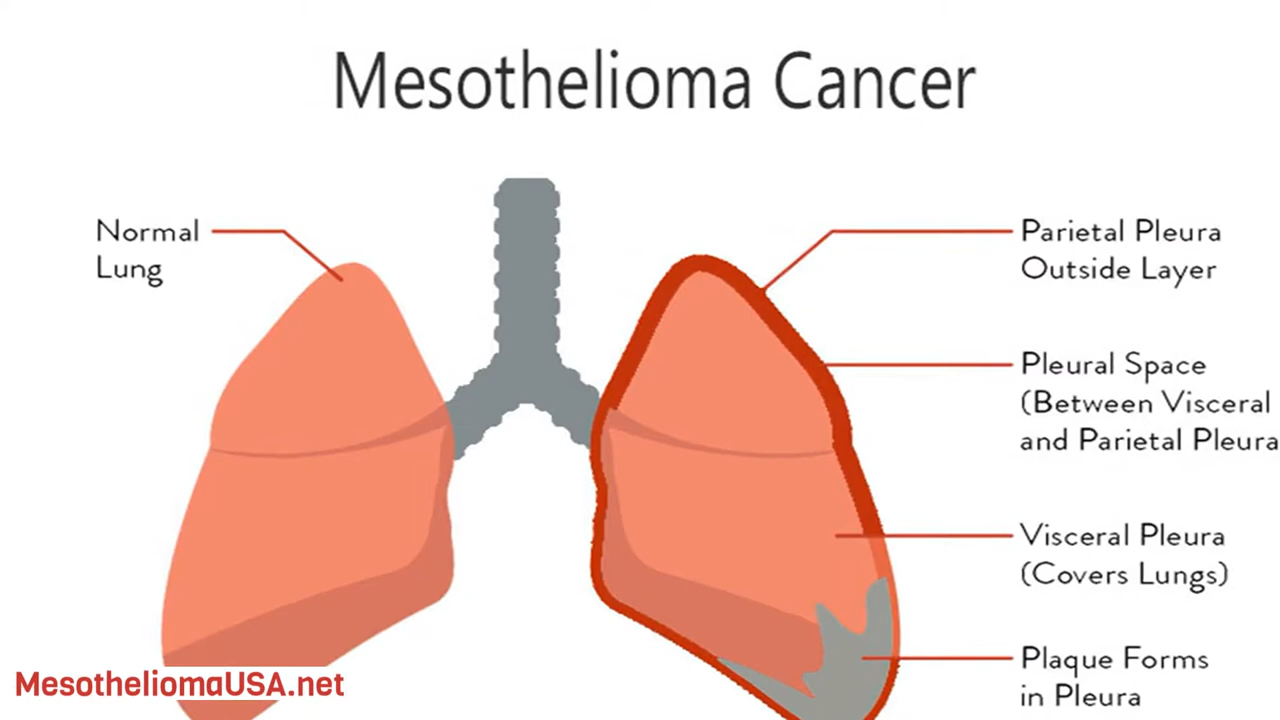 Mesothelioma Cancer
Normal
Lung
Parietal Pleura
Outside Layer
Pleural Space
(Between Visceral
and Parietal Pleura
Visceral Pleura
(Covers Lungs)
Plaque Forms
in Pleura
MesotheliomaUSA.net